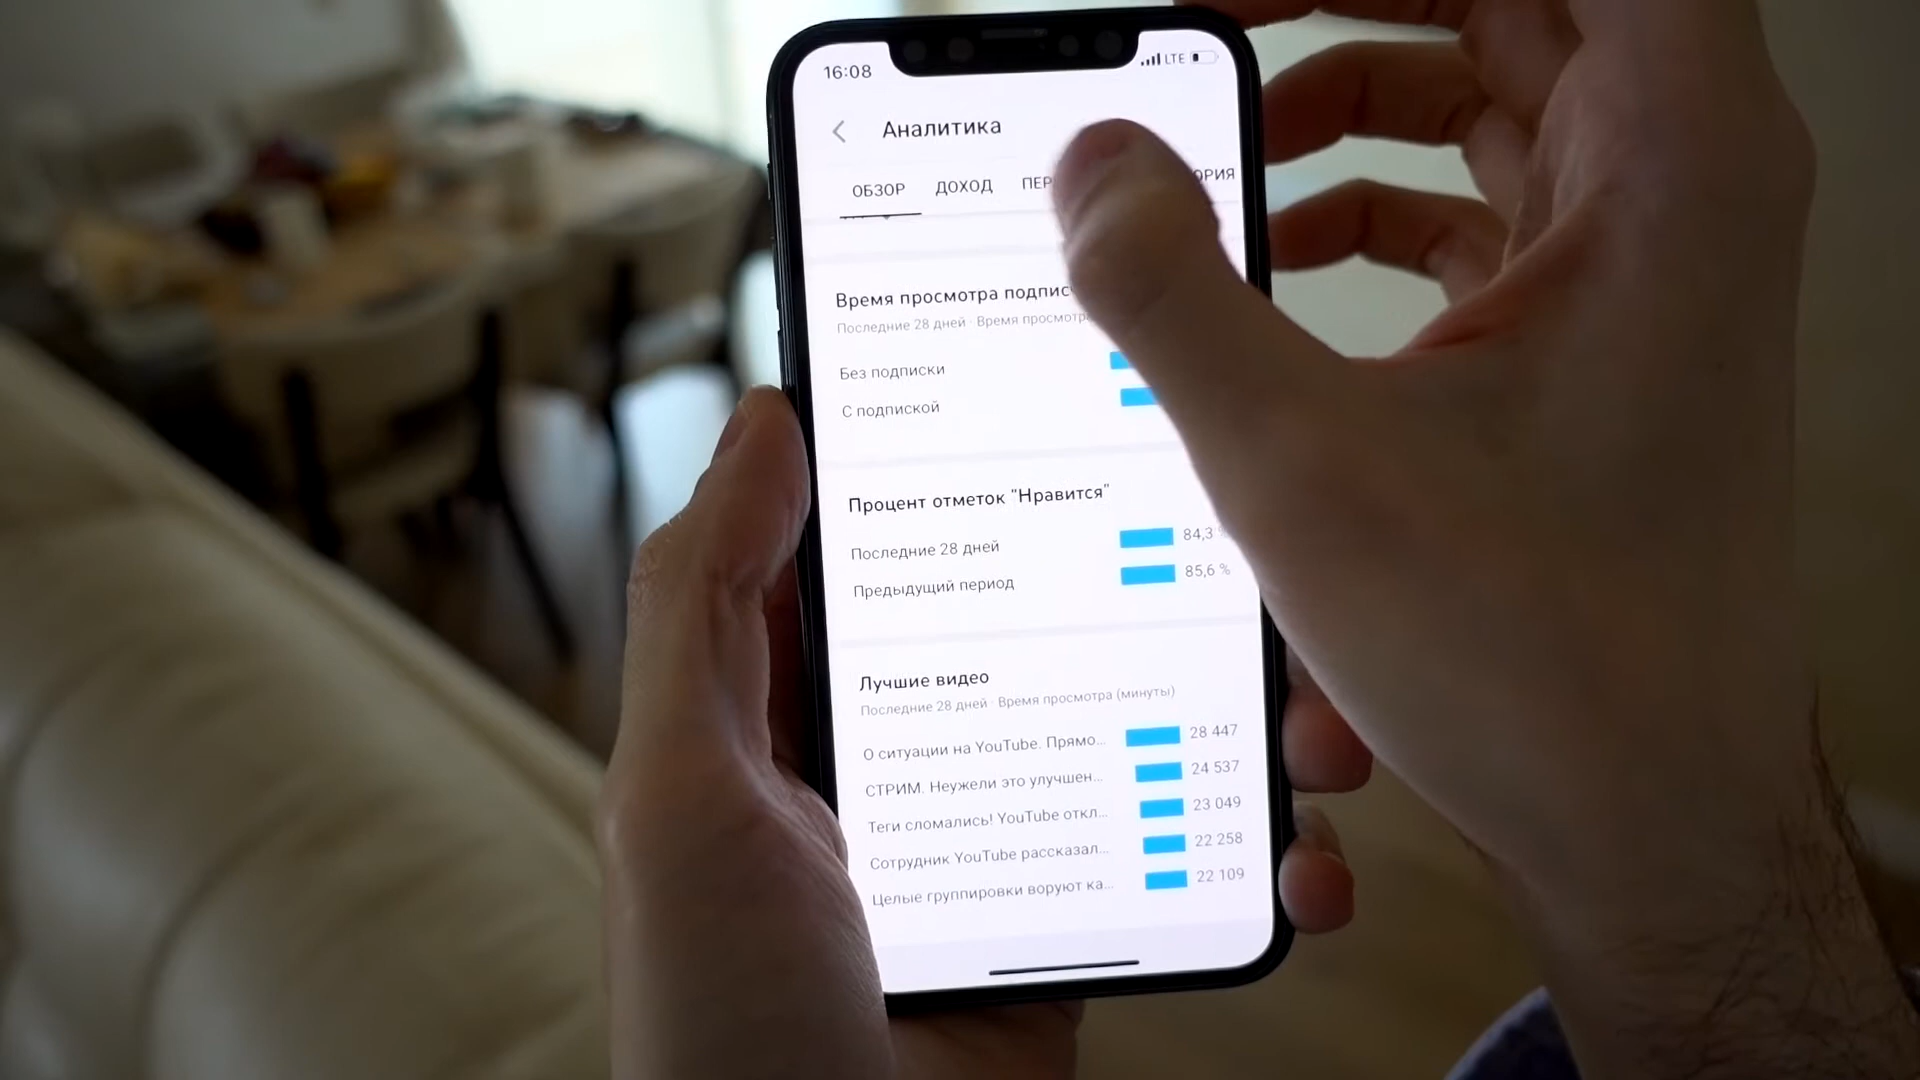 16:08 LTE
Аналитика
ОБЗОР ДОХОД
Время просмотра
Последние 28 дней · Время
Без подписки
С подпиской
Процент отметок "Нравится"
Последние 28 дней 84,3
Предыдущий период 85,6 %
Лучшие видео
Последние 28 дней · Время просмотра (минуты)
О ситуации на YouTube. Прямо... 28 447
СТРИМ. Неужели это улучшен... 24 537
Теги сломались! YouTube откл... 23 049
Сотрудник YouTube рассказал... 22 258
Целые группировки воруют ка... 22 109